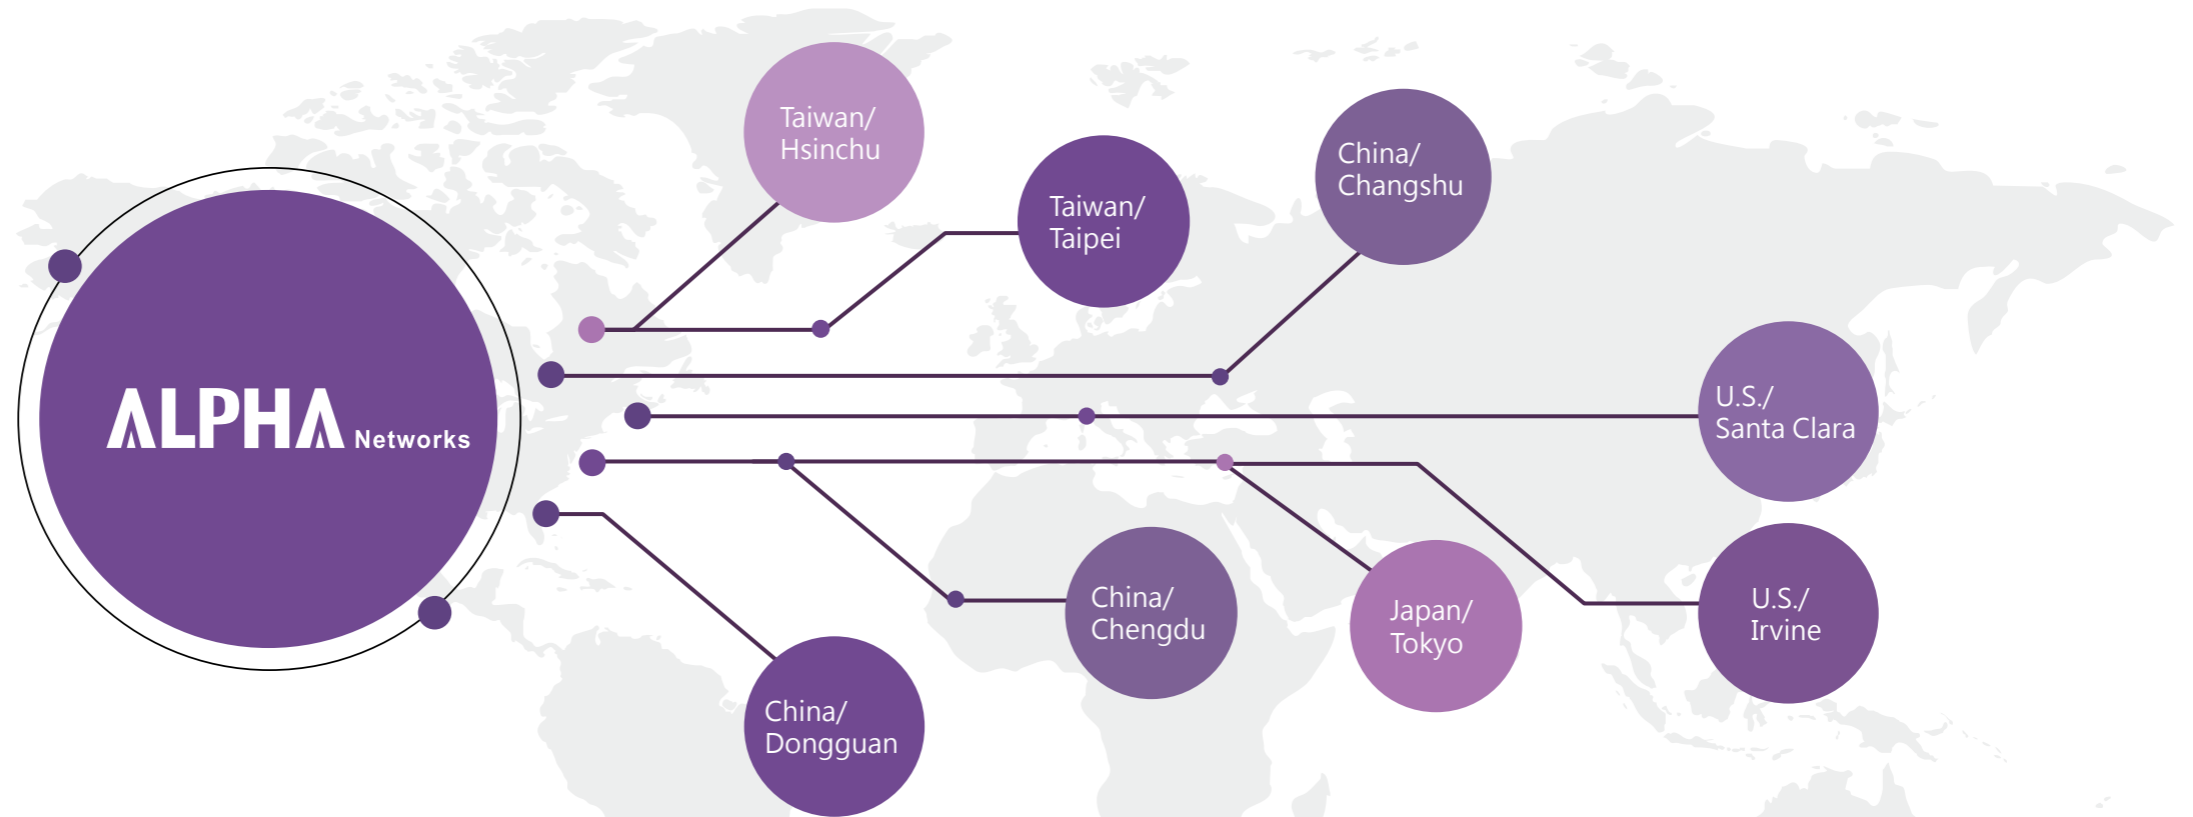 ALPHA Networks
Taiwan/
Hsinchu
Taiwan/
Taipei
China/
Changshu
U.S./
Santa Clara
China/
Chengdu
Japan/
Tokyo
U.S./
Irvine
China/
Dongguan